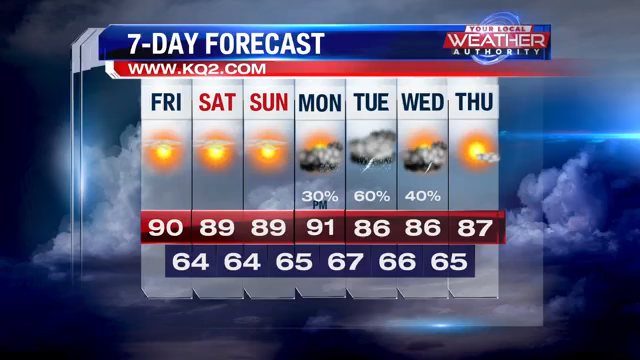 7-DAY FORECAST
WWW.KQ2.COM
YOUR LOCAL
WEATHER
AUTHORITY
FRI SAT SUN MON TUE WED THU
30% 60% 40%
PM
90 89 89 91 86 86 87
64 64 65 67 66 65